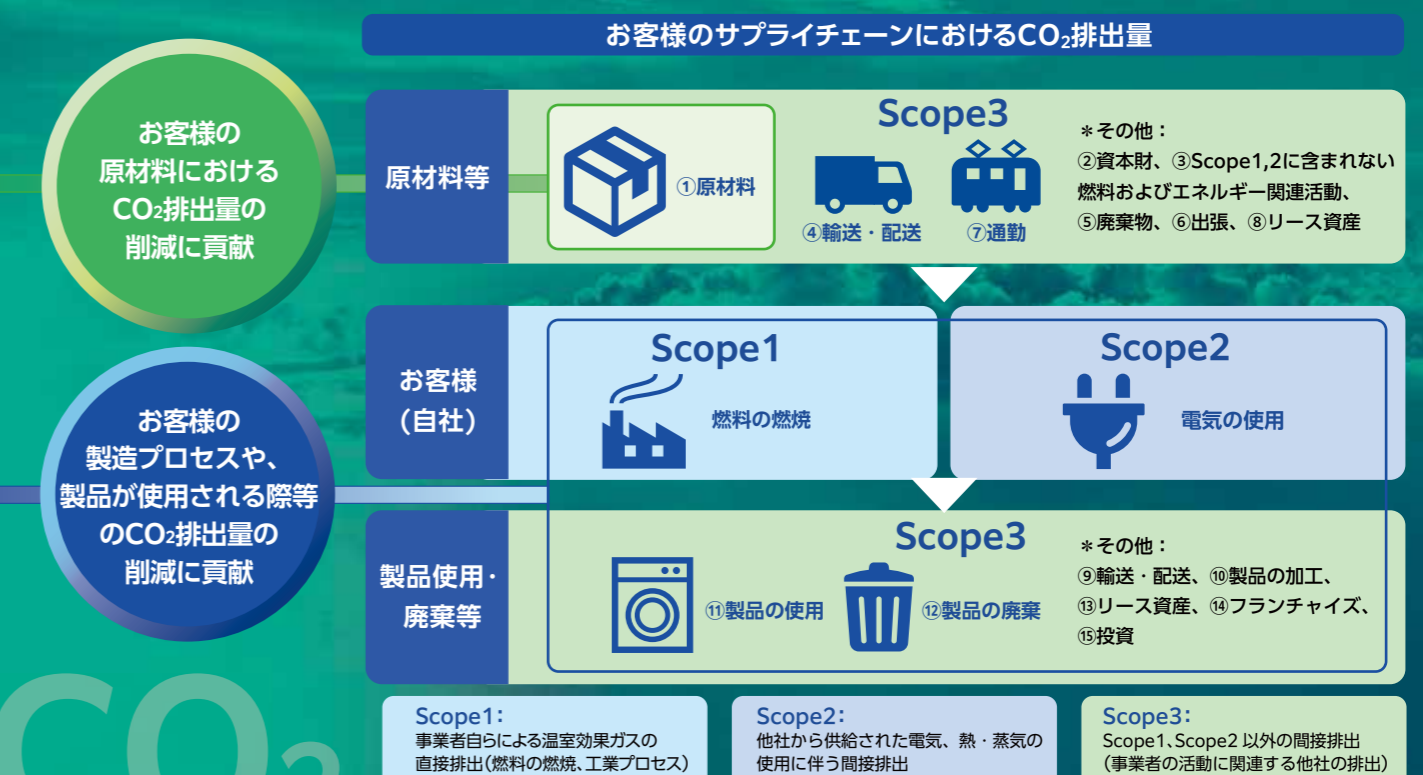 お客様のサプライチェーンにおけるCO₂排出量
お客様の
原材料における
CO₂排出量の
削減に貢献
原材料等
Scope3
①原材料
④輸送・配送
⑦通勤
＊その他：
②資本財、③Scope1,2に含まれない
燃料およびエネルギー関連活動、
⑤廃棄物、⑥出張、⑧リース資産
お客様の
製造プロセスや、
製品が使用される際等
のCO₂排出量の
削減に貢献
お客様
（自社）
Scope1
燃料の燃焼
Scope2
電気の使用
製品使用・
廃棄等
Scope3
⑪製品の使用
⑫製品の廃棄
＊その他：
⑨輸送・配送、⑩製品の加工、
⑬リース資産、⑭フランチャイズ、
⑮投資
CO₂
Scope1：
事業者自らによる温室効果ガスの
直接排出（燃料の燃焼、工業プロセス）
Scope2：
他社から供給された電気、熱・蒸気の
使用に伴う間接排出
Scope3：
Scope1、Scope2 以外の間接排出
（事業者の活動に関連する他社の排出）